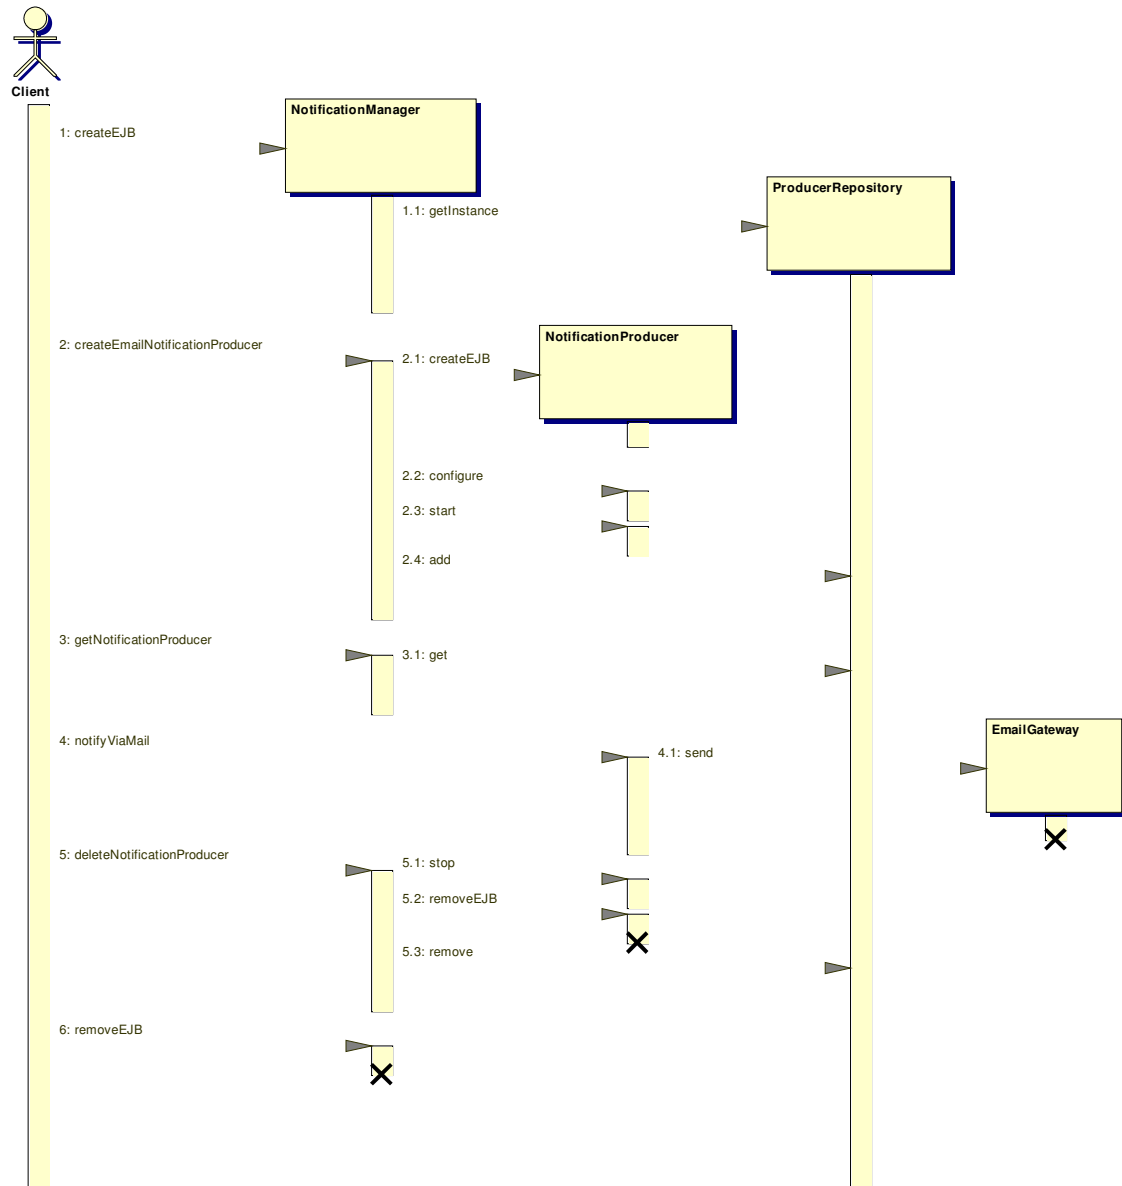 Client
NotificationManager
1: createEJB
ProducerRepository
1.1: getInstance
NotificationProducer
2: createEmailNotificationProducer
2.1: createEJB
2.2: configure
2.3: start
2.4: add
3: getNotificationProducer
3.1: get
EmailGateway
4: notifyViaMail
4.1: send
5: deleteNotificationProducer
5.1: stop
5.2: removeEJB
5.3: remove
6: removeEJB